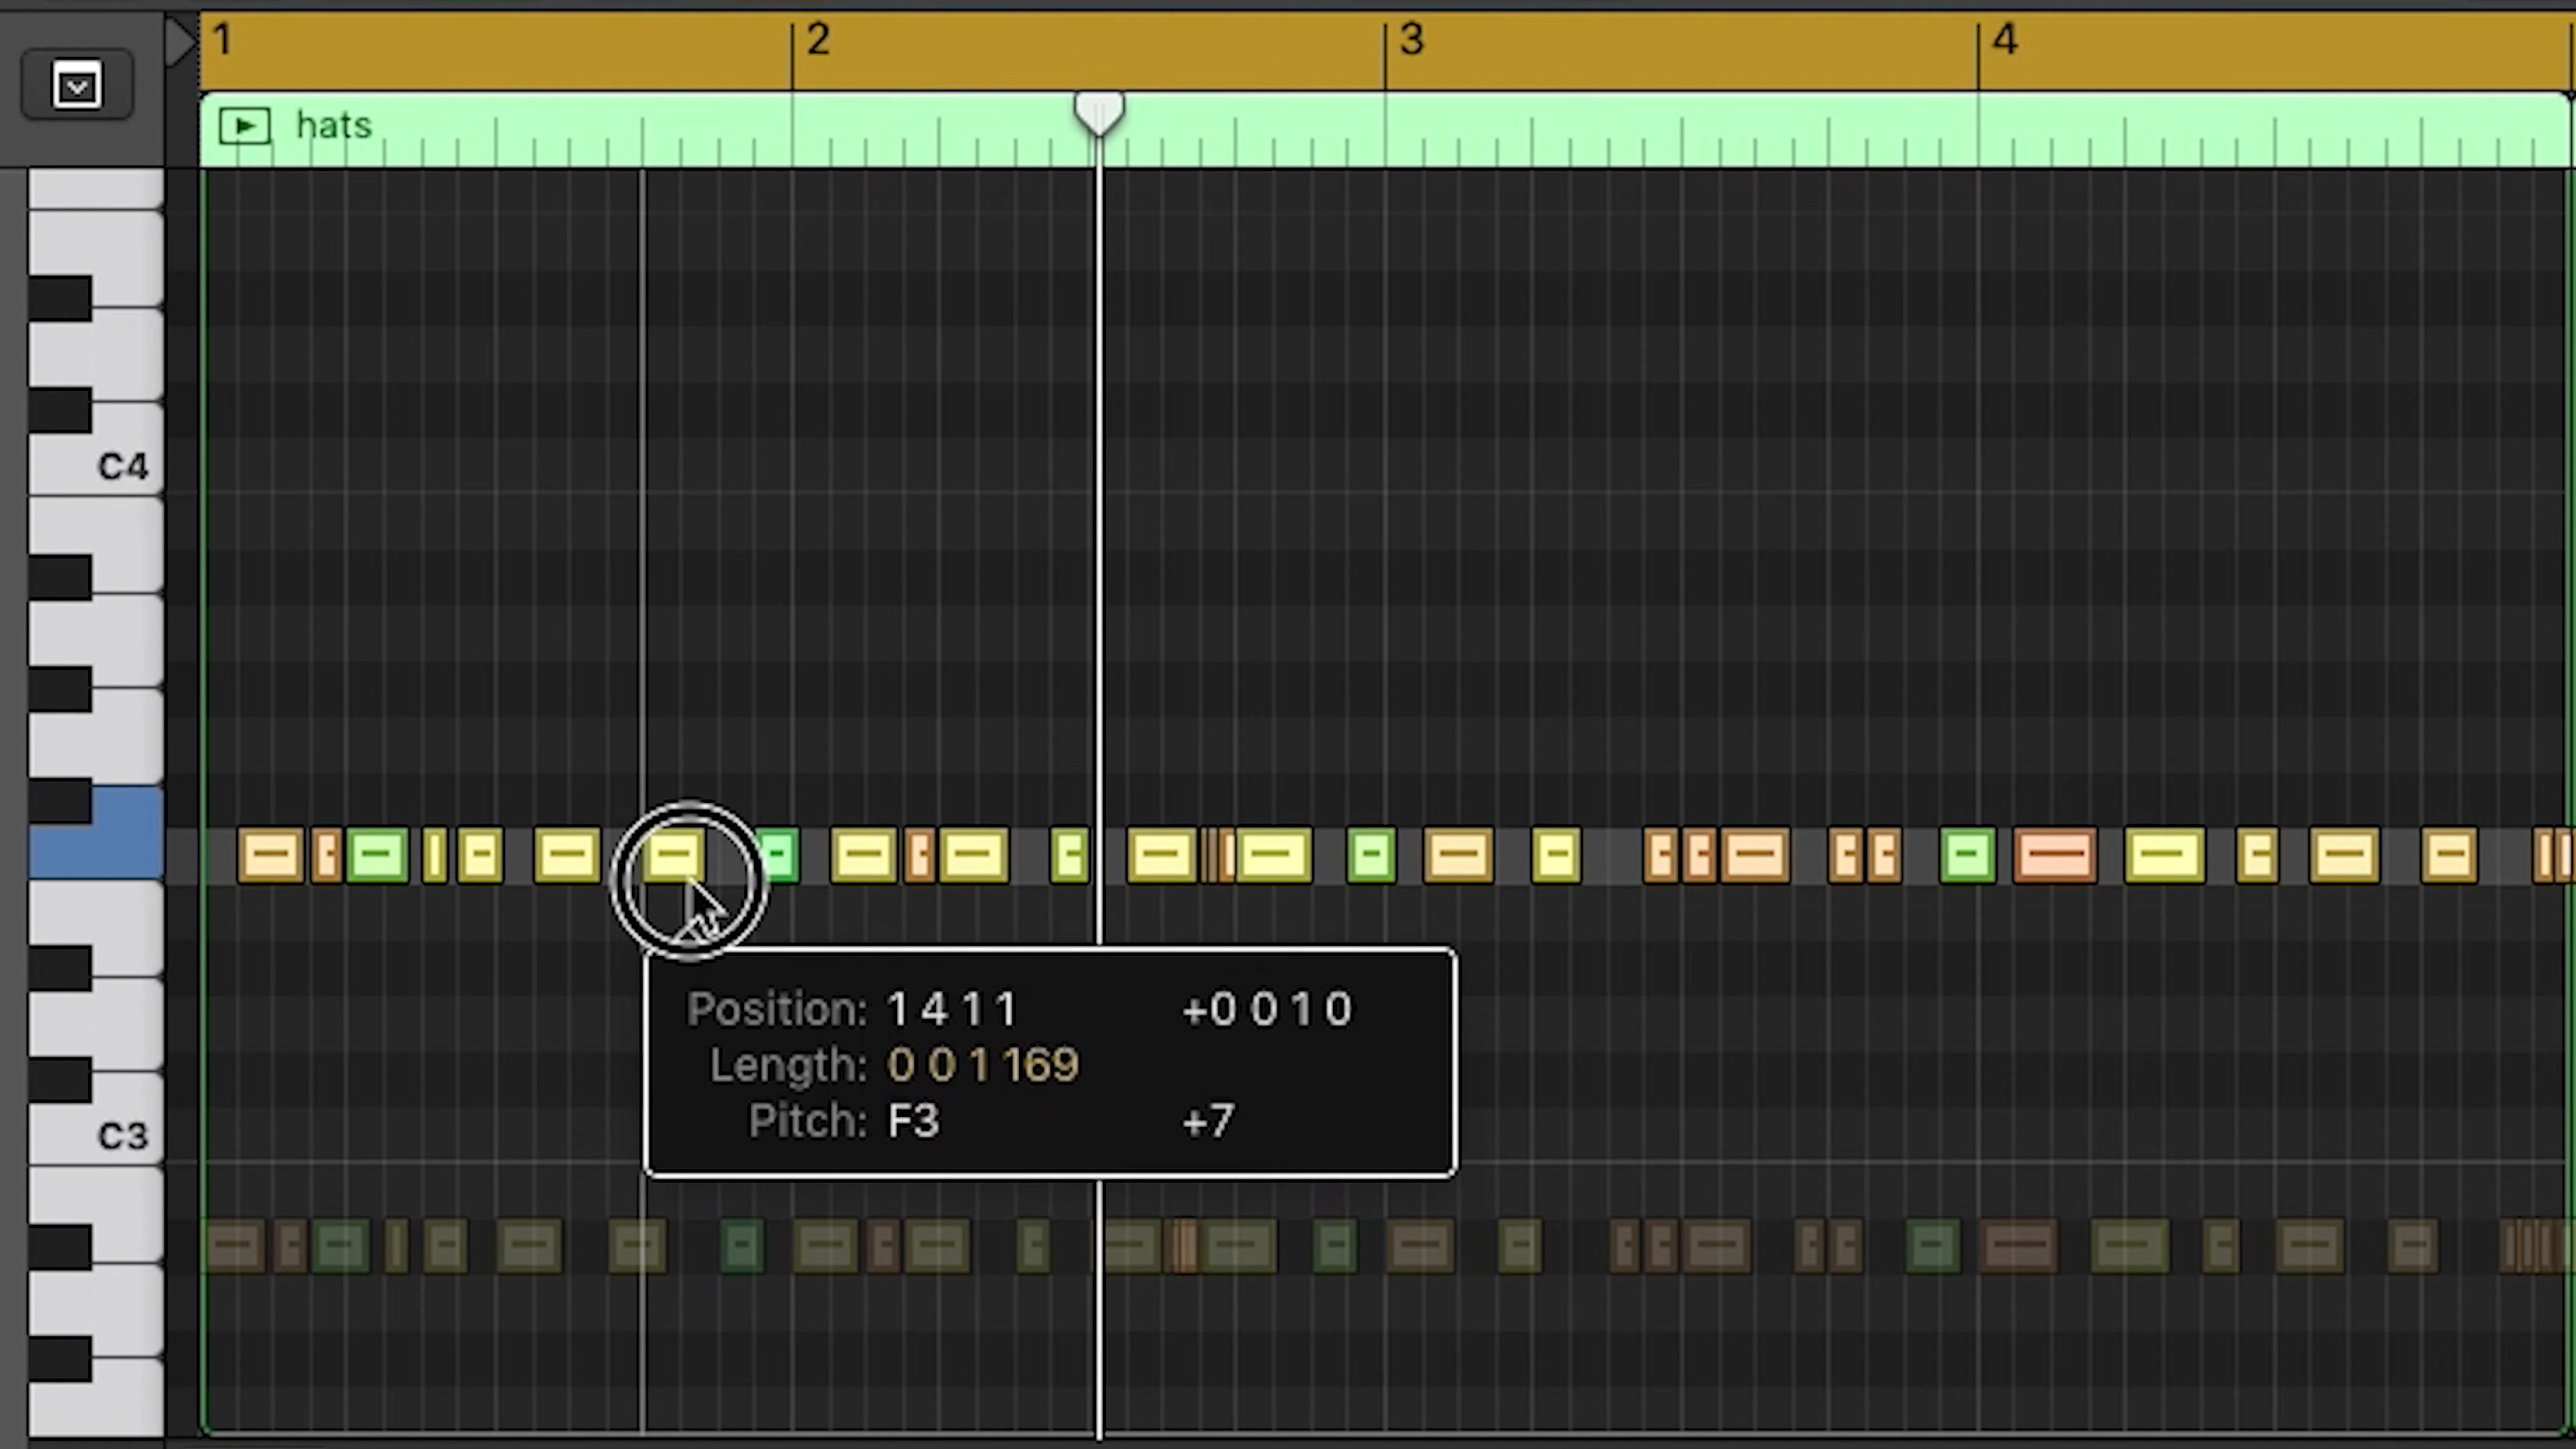 1 2 3 4
hats
C4
Position: 1 4 1 1 +0 0 1 0
Length: 0 0 1 169
Pitch: F3 +7
C3